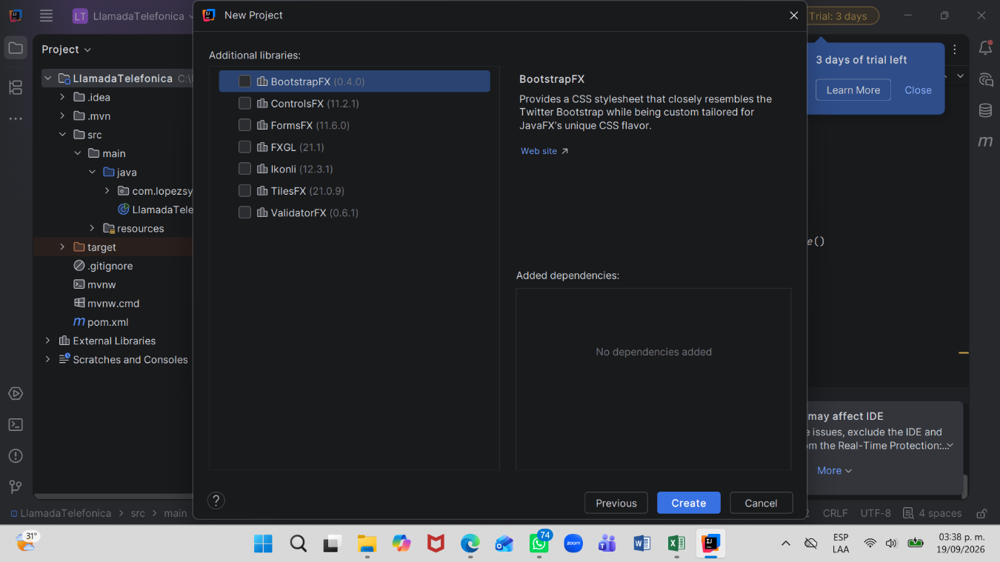 LT LlamadaTelefonica
New Project
Trial: 3 days
Project
LlamadaTelefonica C:\
.idea
.mvn
src
main
java
com.lopezsy
LlamadaTele
resources
target
.gitignore
mvnw
mvnw.cmd
pom.xml
External Libraries
Scratches and Consoles
Additional libraries:
BootstrapFX (0.4.0)
ControlsFX (11.2.1)
FormsFX (11.6.0)
FXGL (21.1)
Ikonli (12.3.1)
TilesFX (21.0.9)
ValidatorFX (0.6.1)
BootstrapFX
Provides a CSS stylesheet that closely resembles the
Twitter Bootstrap while being custom tailored for
JavaFX's unique CSS flavor.
Web site
Added dependencies:
No dependencies added
? Previous Create Cancel
3 days of trial left
Learn More Close
e()
may affect IDE
e issues, exclude the IDE and
om the Real-Time Protection:...
More
LlamadaTelefonica > src > main
CRLF UTF-8 4 spaces
31°
74
zoom
ESP
LAA
03:38 p. m.
19/09/2026